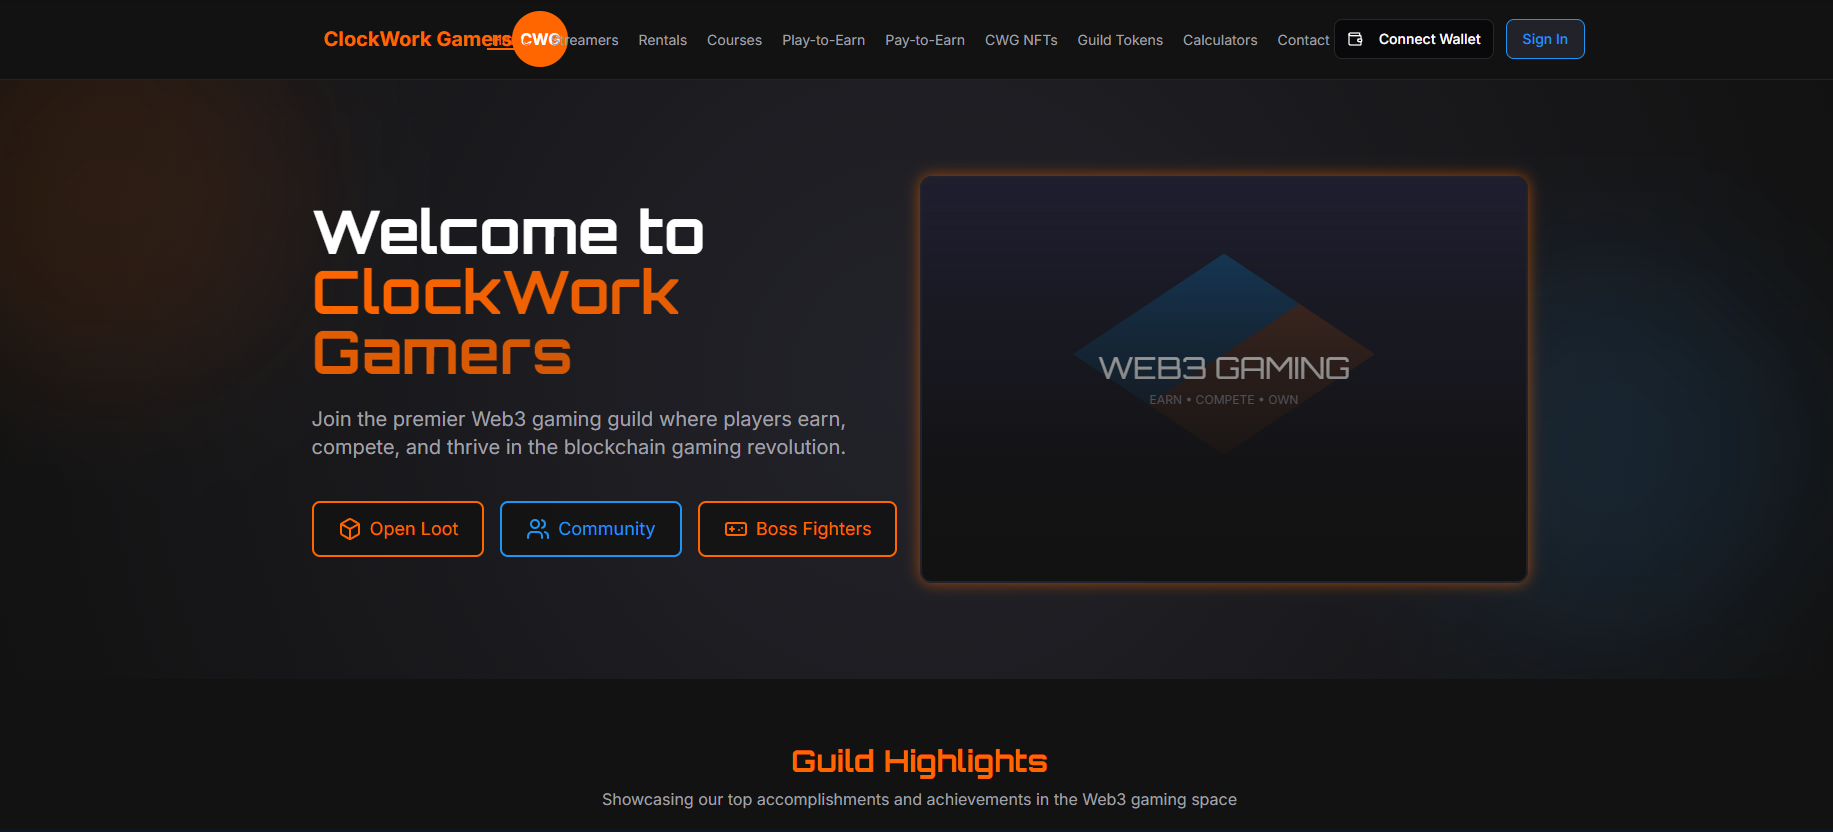 ClockWork Gamers
CWG
Streamers
Rentals
Courses
Play-to-Earn
Pay-to-Earn
CWG NFTs
Guild Tokens
Calculators
Contact
Connect Wallet
Sign In
Welcome to
ClockWork
Gamers
Join the premier Web3 gaming guild where players earn,
compete, and thrive in the blockchain gaming revolution.
Open Loot
Community
Boss Fighters
WEB3 GAMING
EARN • COMPETE • OWN
Guild Highlights
Showcasing our top accomplishments and achievements in the Web3 gaming space